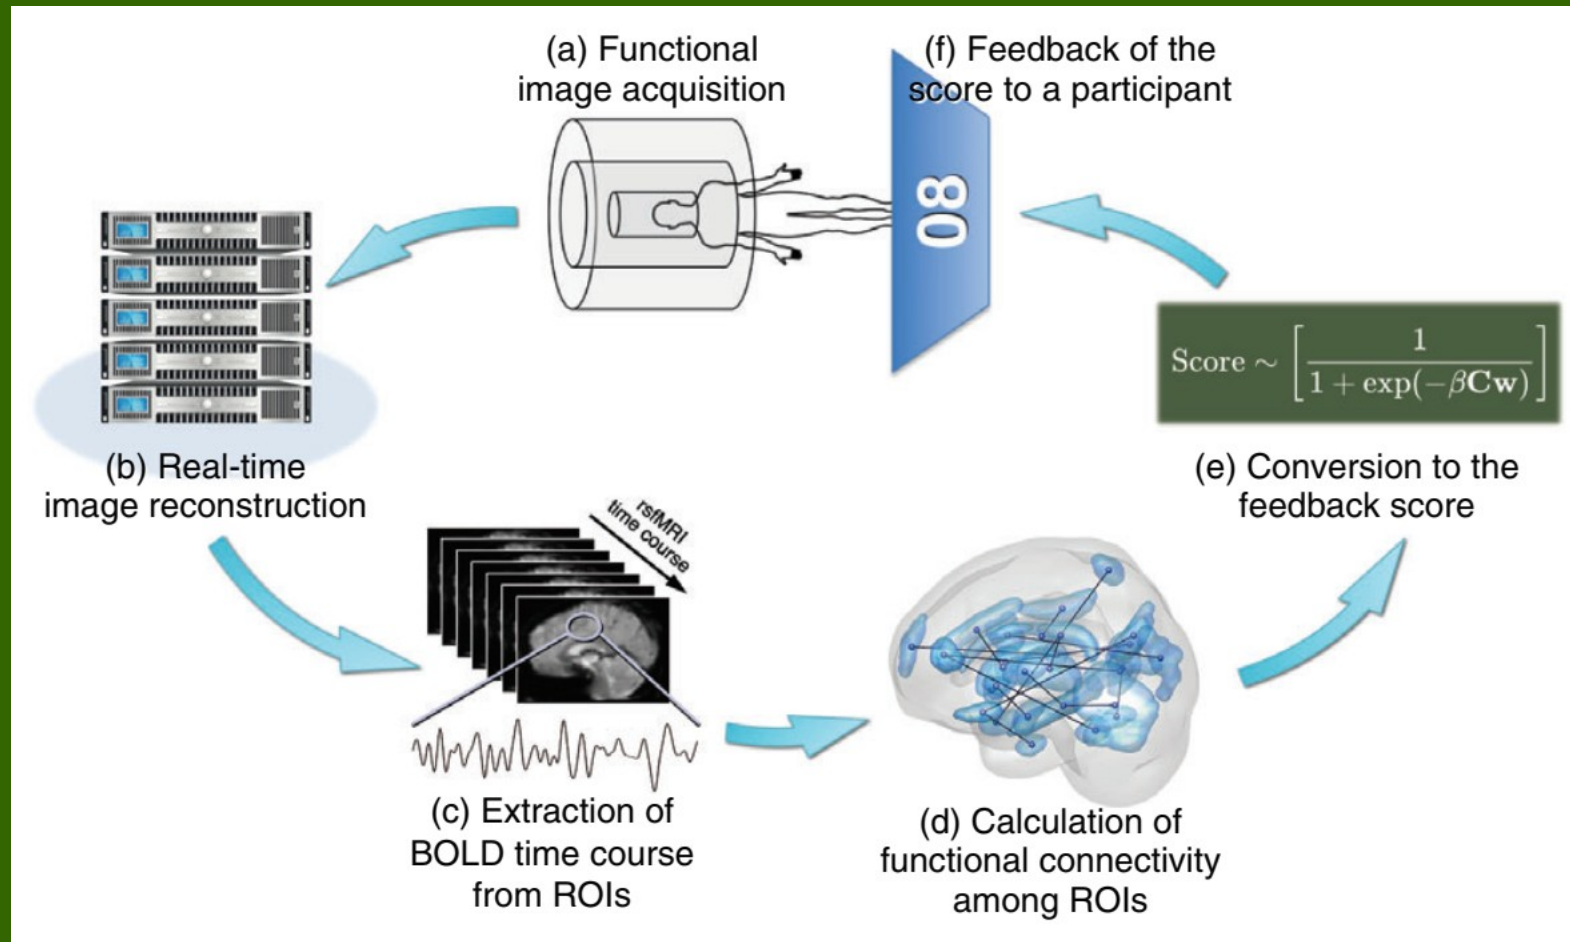 (a) Functional
image acquisition
(f) Feedback of the
score to a participant
80
Score ∼ [ 1 / (1 + exp(−βCw)) ]
(b) Real-time
image reconstruction
rsfMRI
time course
(e) Conversion to the
feedback score
(c) Extraction of
BOLD time course
from ROIs
(d) Calculation of
functional connectivity
among ROIs